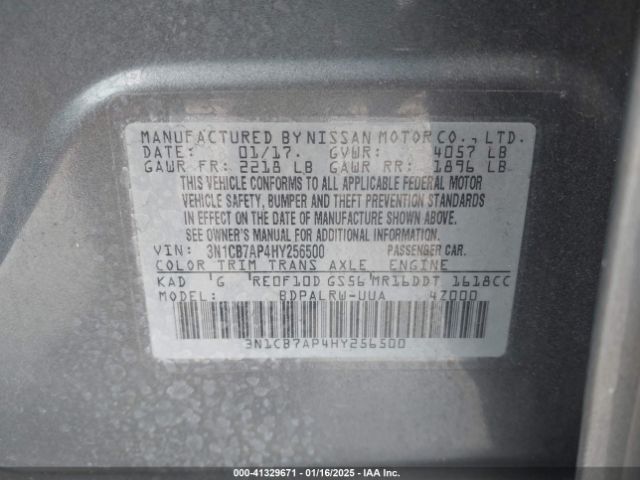 MANUFACTURED BY NISSAN MOTOR CO., LTD.
DATE: 01/17. GVWR: 4057 LB
GAWR FR: 2218 LB GAWR RR: 1896 LB
THIS VEHICLE CONFORMS TO ALL APPLICABLE FEDERAL MOTOR
VEHICLE SAFETY, BUMPER AND THEFT PREVENTION STANDARDS
IN EFFECT ON THE DATE OF MANUFACTURE SHOWN ABOVE.
SEE OWNER'S MANUAL FOR ADDITIONAL INFORMATION.
VIN: 3N1CB7AP4HY256500 PASSENGER CAR.
COLOR TRIM TRANS AXLE ENGINE
KAD G RE0F10D GS56 MR16DDT 1618CC
MODEL: BDPALRW-UUA 4Z000
3N1CB7AP4HY256500
000-41329671 | 01/16/2025 | IAAI.COM